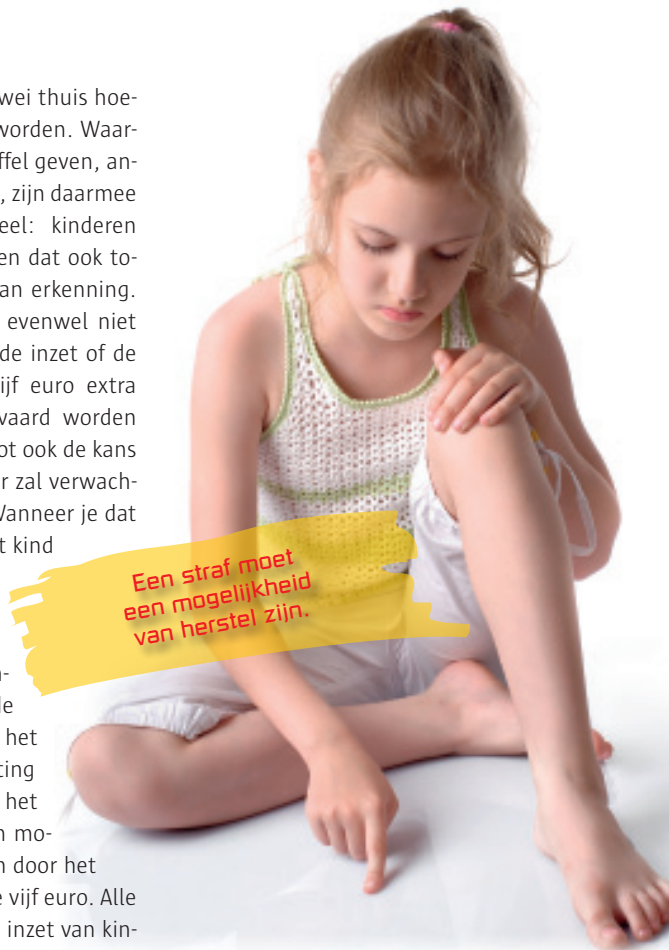 wei thuis hoe-
worden. Waar-
ffel geven, an-
, zijn daarmee
eel: kinderen
en dat ook to-
an erkenning.
evenwel niet
de inzet of de
ijf euro extra
vaard worden
ot ook de kans
r zal verwach-
Wanneer je dat
t kind
Een straf moet
een mogelijkheid
van herstel zijn.
n-
le
het
ting
het
n mo-
n door het
e vijf euro. Alle
inzet van kin-